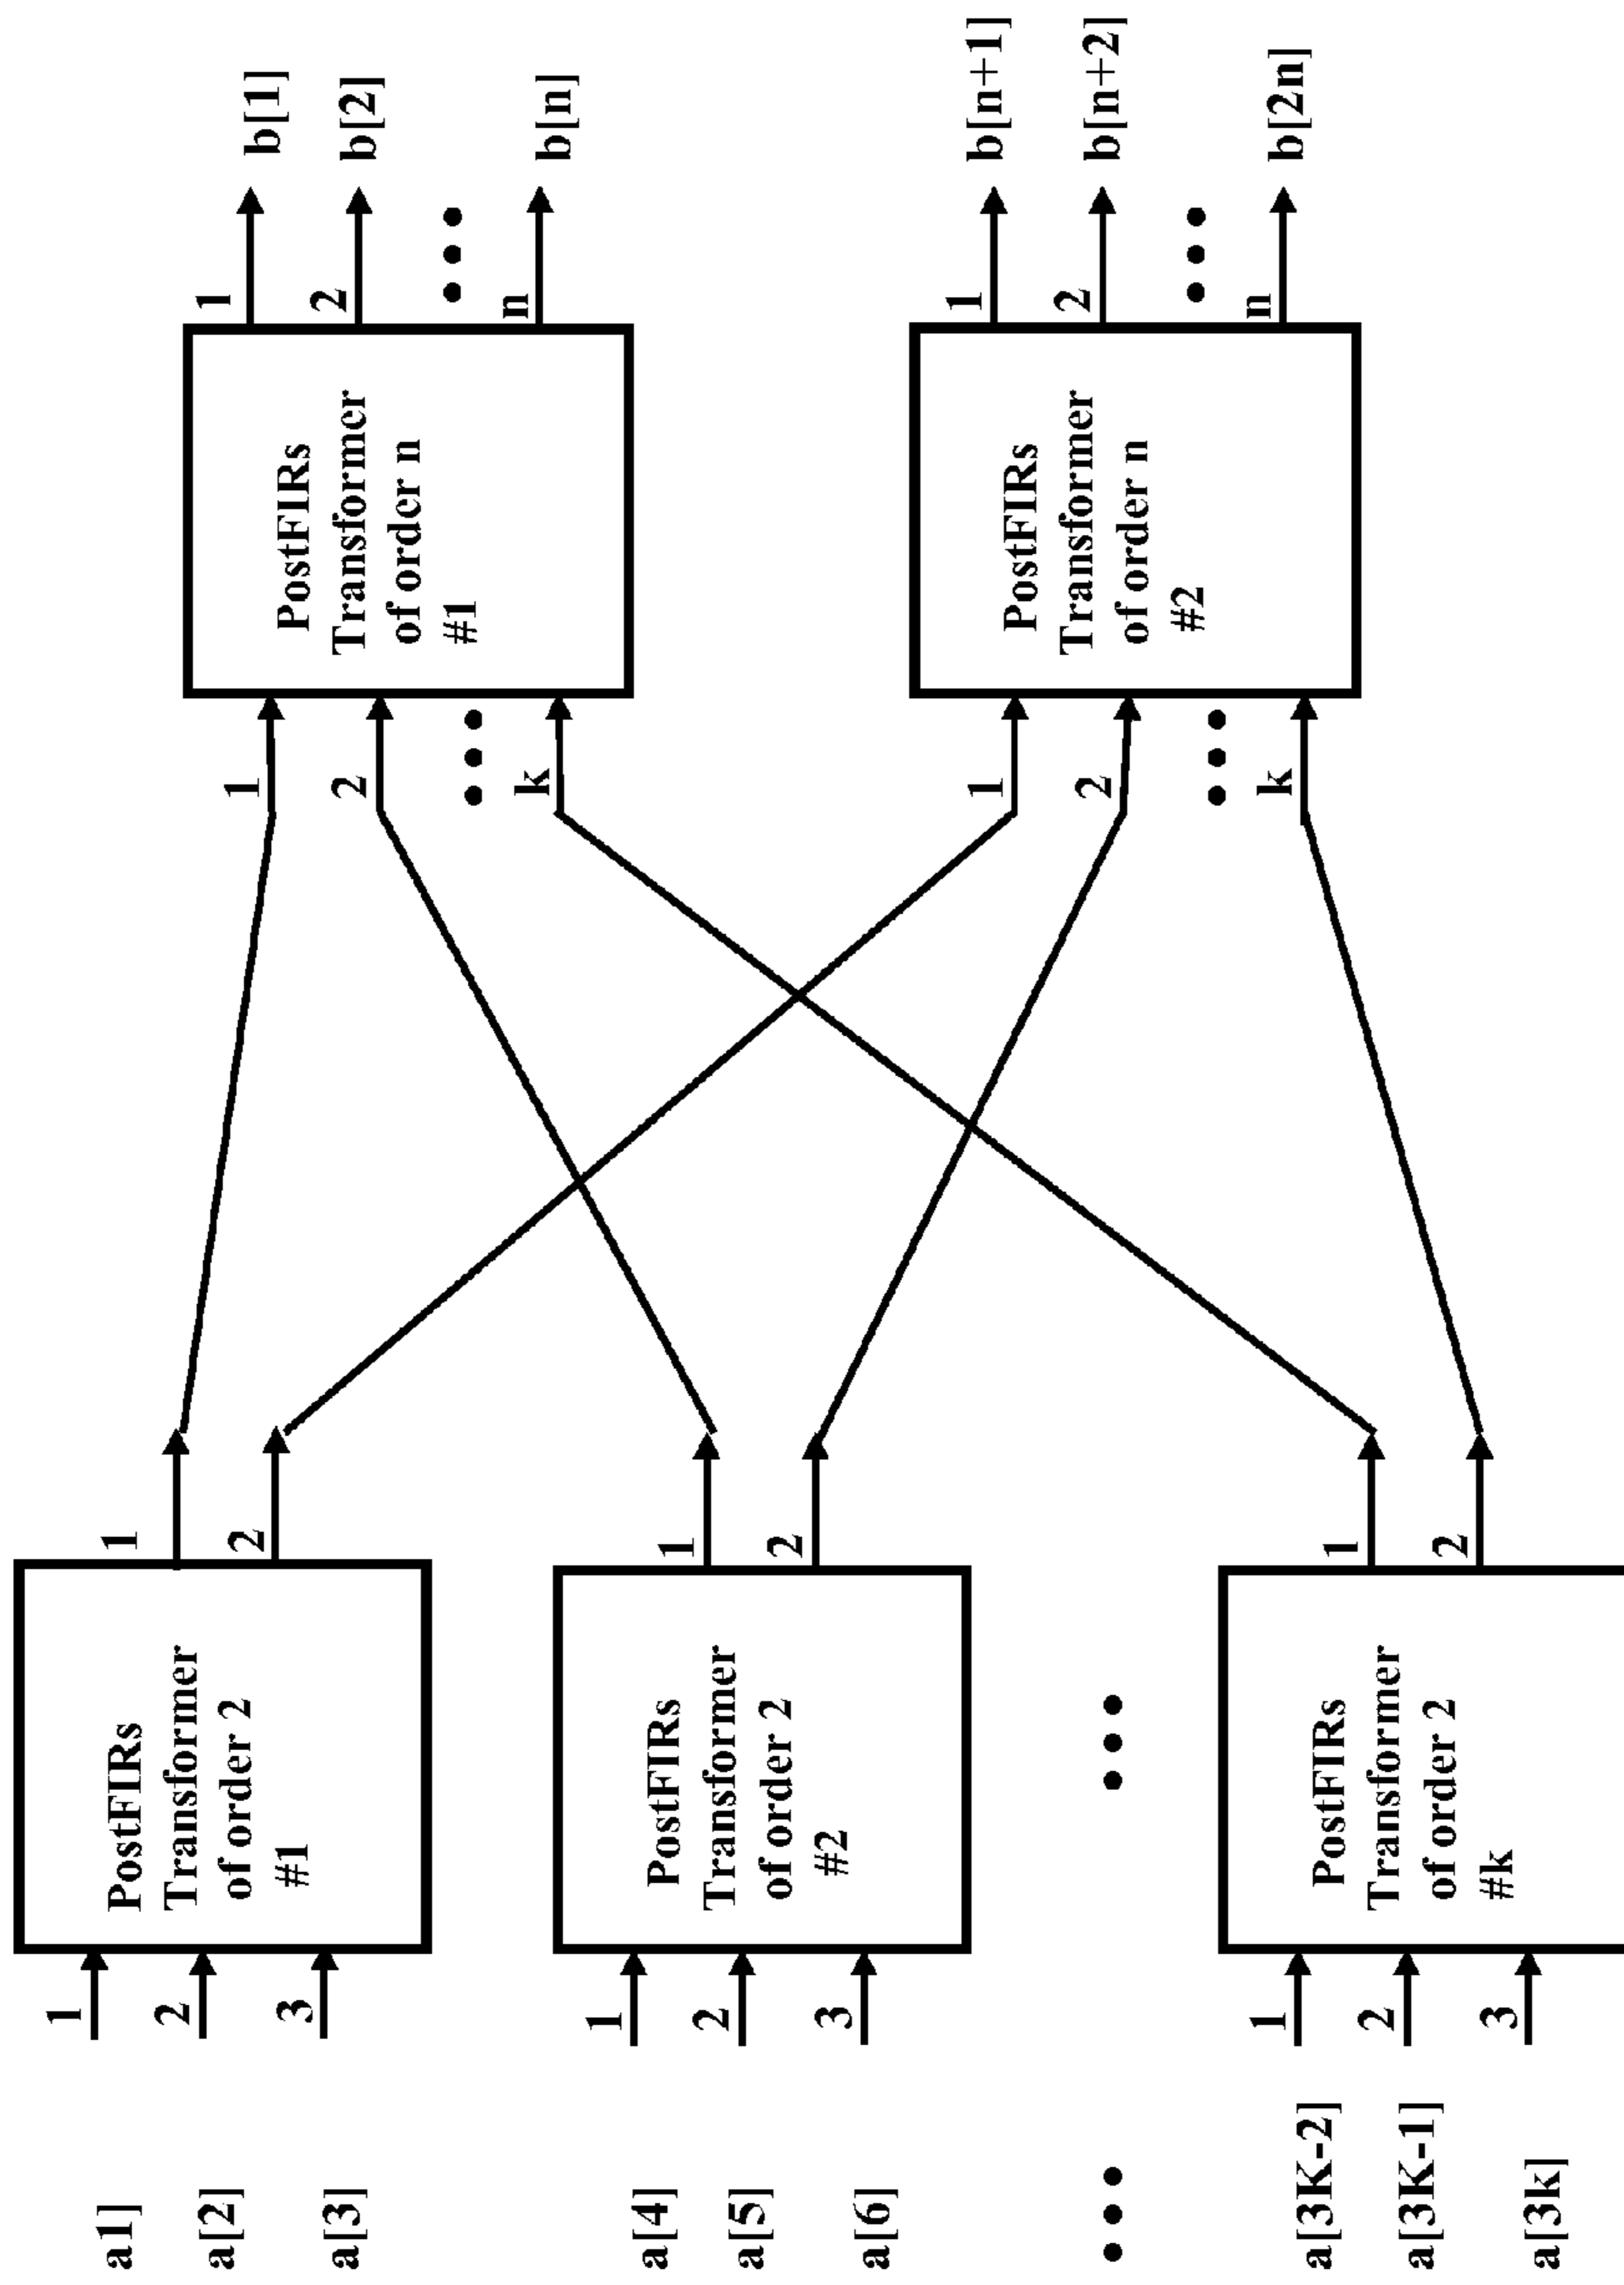 a1]
a[2]
a[3]
a[4]
a[5]
a[6]
a[3K-2]
a[3K-1]
a[3k]
1
2
3
1
2
3
1
2
3
PostFIRs
Transformer
of order 2
#1
PostFIRs
Transformer
of order 2
#2
PostFIRs
Transformer
of order 2
#k
1
2
1
2
1
2
1
2
k
1
2
k
PostFIRs
Transformer
of order n
#1
PostFIRs
Transformer
of order n
#2
1
2
n
1
2
n
b[1]
b[2]
b[n]
b[n+1]
b[n+2]
b[2n]